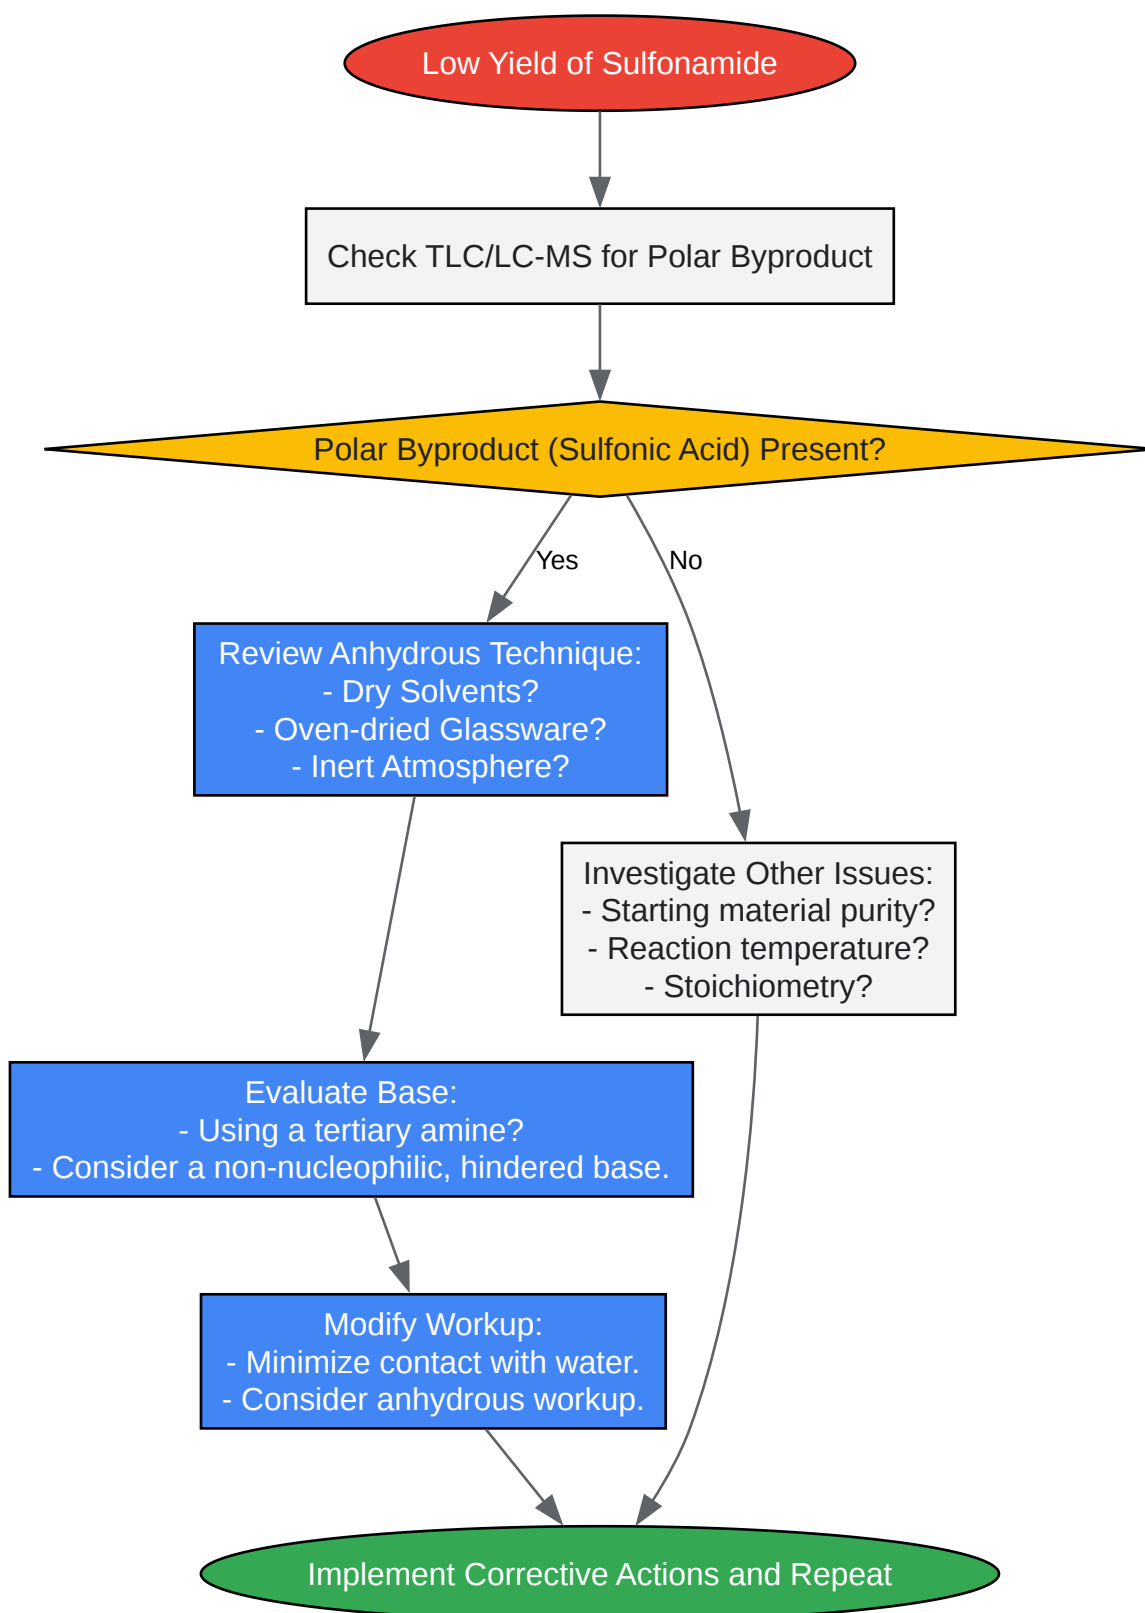 Low Yield of Sulfonamide
Check TLC/LC-MS for Polar Byproduct
Polar Byproduct (Sulfonic Acid) Present?
Yes
No
Review Anhydrous Technique:
- Dry Solvents?
- Oven-dried Glassware?
- Inert Atmosphere?
Investigate Other Issues:
- Starting material purity?
- Reaction temperature?
- Stoichiometry?
Evaluate Base:
- Using a tertiary amine?
- Consider a non-nucleophilic, hindered base.
Modify Workup:
- Minimize contact with water.
- Consider anhydrous workup.
Implement Corrective Actions and Repeat